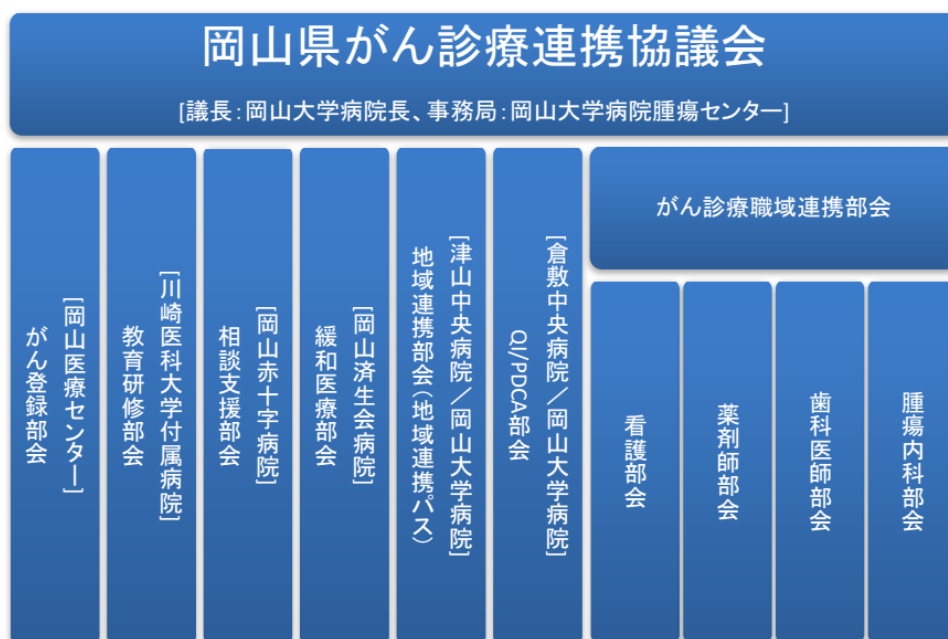 岡山県がん診療連携協議会
[議長：岡山大学病院長、事務局：岡山大学病院腫瘍センター]
がん登録部会
[岡山医療センター]
教育研修部会
[川崎医科大学付属病院]
相談支援部会
[岡山赤十字病院]
緩和医療部会
[岡山済生会病院]
地域連携部会（地域連携パス）
[津山中央病院／岡山大学病院]
QI/PDCA部会
[倉敷中央病院／岡山大学病院]
がん診療職域連携部会
看護部会
薬剤師部会
歯科医師部会
腫瘍内科部会